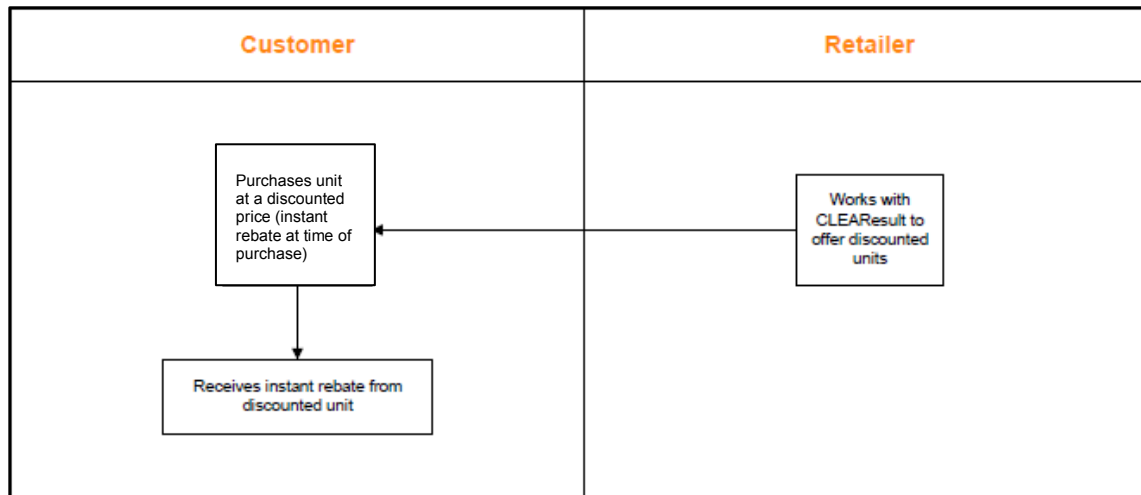 Customer
Retailer
Purchases unit
at a discounted
price (instant
rebate at time of
purchase)
Works with
CLEAResult to
offer discounted
units
Receives instant rebate from
discounted unit